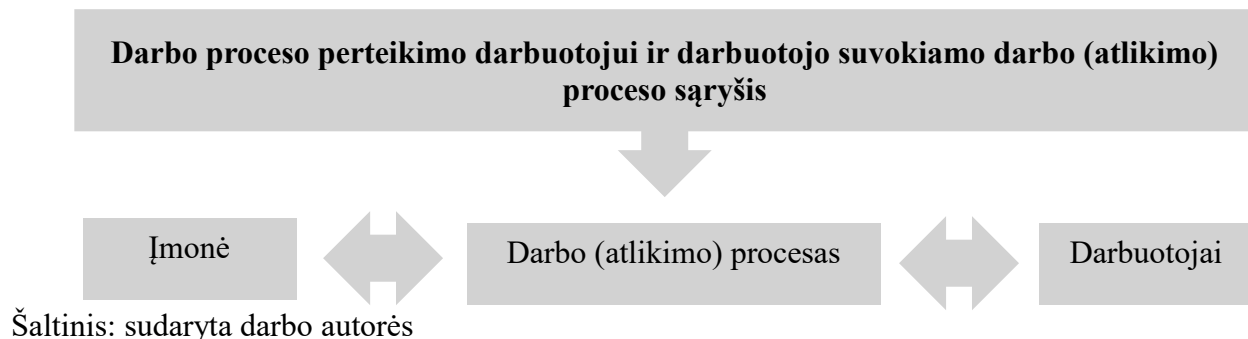 Darbo proceso perteikimo darbuotojui ir darbuotojo suvokiamo darbo (atlikimo)
proceso sąryšis
Įmonė
Darbo (atlikimo) procesas
Darbuotojai
Šaltinis: sudaryta darbo autorės